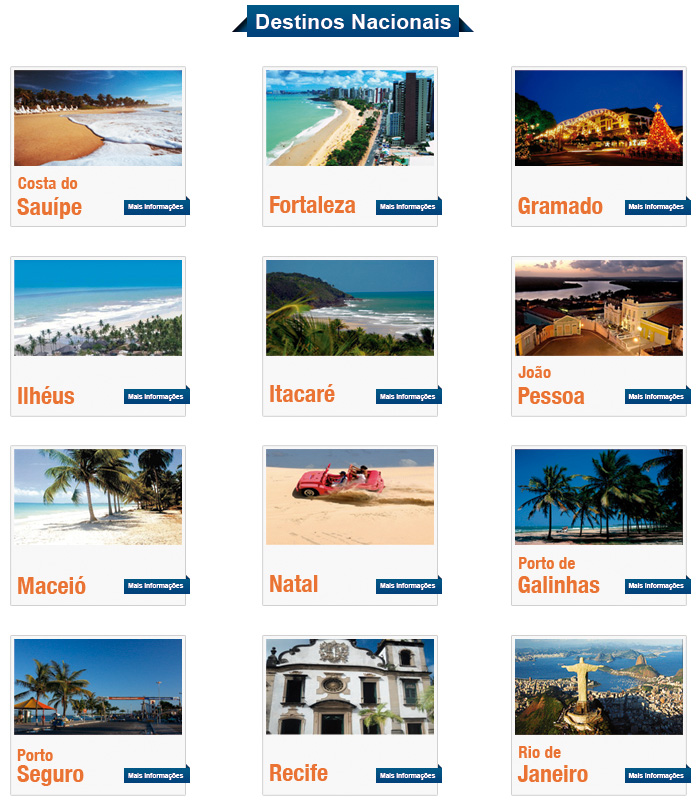 Destinos Nacionais
Costa do
Sauípe
Mais Informações
Fortaleza
Mais Informações
Gramado
Mais Informações
Ilhéus
Mais Informações
Itacaré
Mais Informações
João
Pessoa
Mais Informações
Maceió
Mais Informações
Natal
Mais Informações
Porto de
Galinhas
Mais Informações
Porto
Seguro
Mais Informações
Recife
Mais Informações
Rio de
Janeiro
Mais Informações